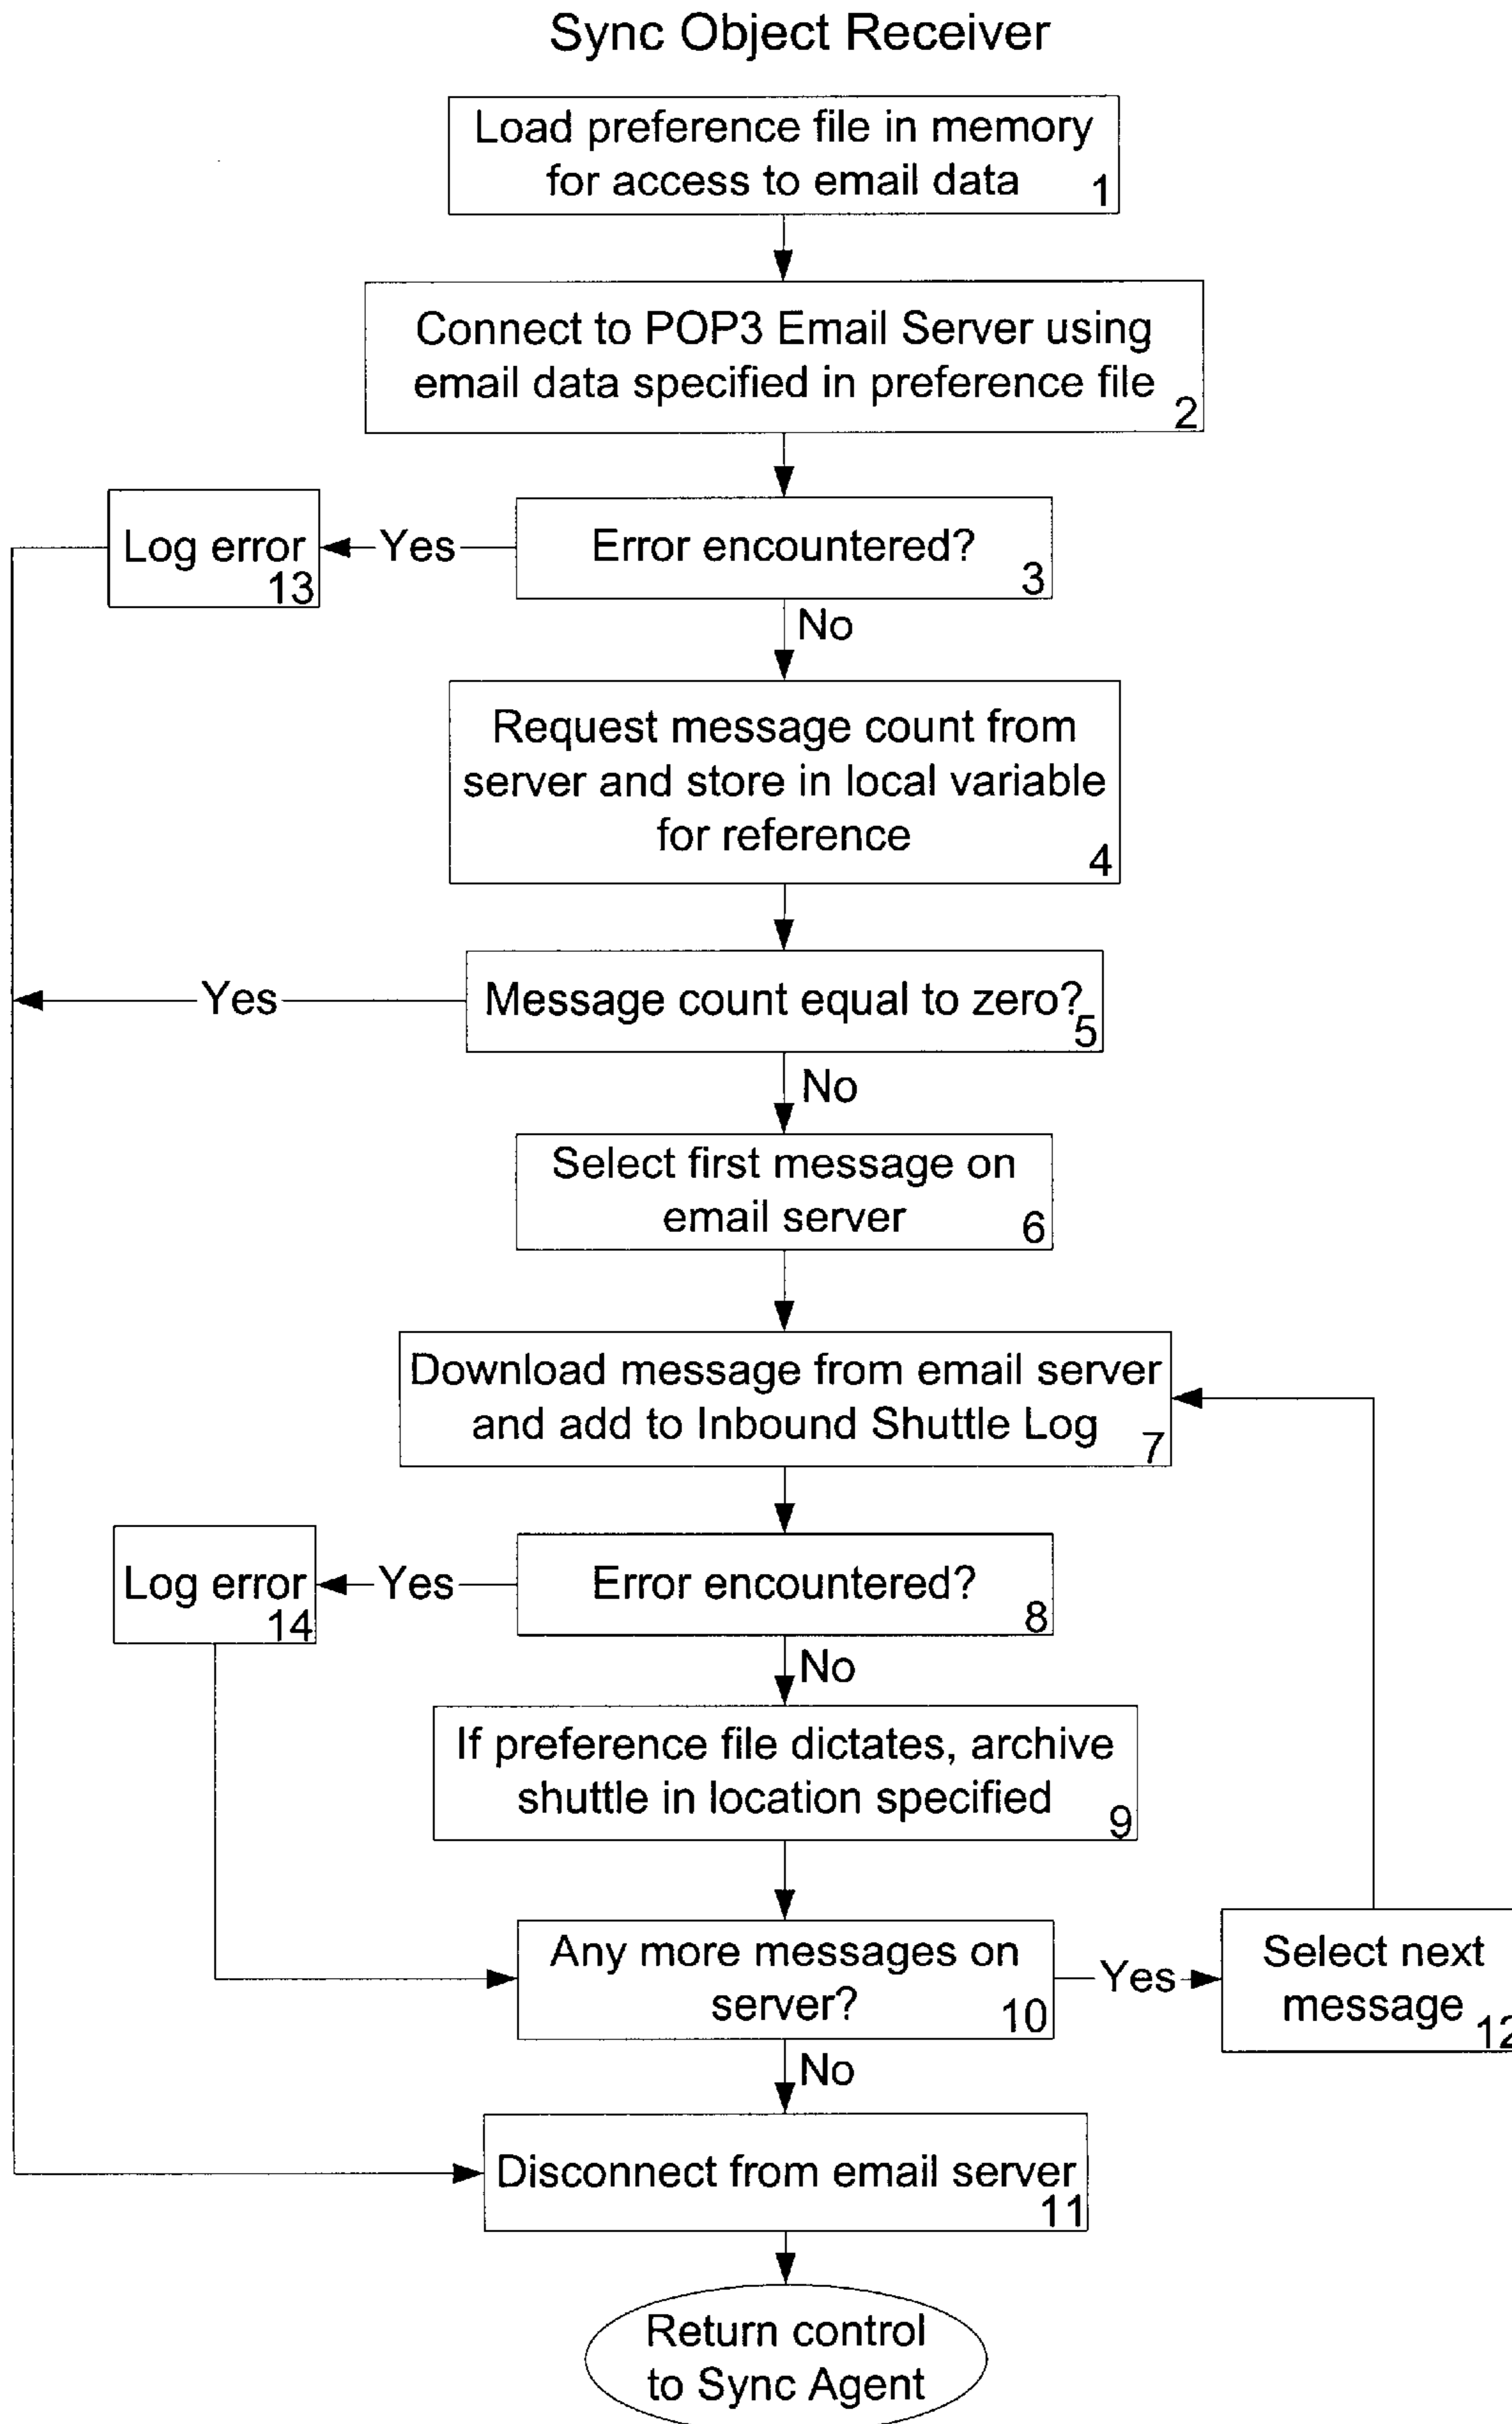 Sync Object Receiver
Load preference file in memory
for access to email data
1
Connect to POP3 Email Server using
email data specified in preference file
2
Log error
13
Yes
Error encountered?
3
No
Request message count from
server and store in local variable
for reference
4
Yes
Message count equal to zero?
5
No
Select first message on
email server
6
Download message from email server
and add to Inbound Shuttle Log
7
Log error
14
Yes
Error encountered?
8
No
If preference file dictates, archive
shuttle in location specified
9
Any more messages on
server?
10
Yes
Select next
message
12
No
Disconnect from email server
11
Return control
to Sync Agent